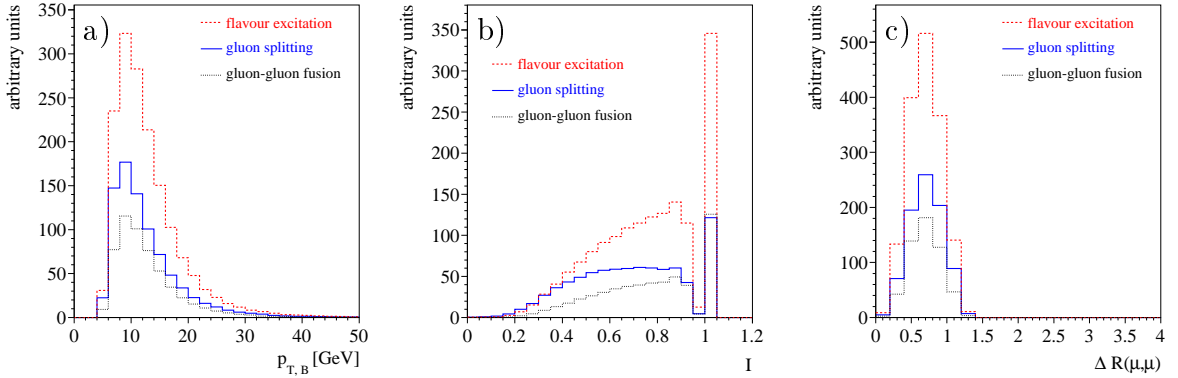 a)
arbitrary units
flavour excitation
gluon splitting
gluon-gluon fusion
350
300
250
200
150
100
50
0
0 10 20 30 40 50
p_{T, B} [GeV]
b)
arbitrary units
flavour excitation
gluon splitting
gluon-gluon fusion
350
300
250
200
150
100
50
0
0 0.2 0.4 0.6 0.8 1 1.2
I
c)
arbitrary units
flavour excitation
gluon splitting
gluon-gluon fusion
500
400
300
200
100
0
0 0.5 1 1.5 2 2.5 3 3.5 4
Δ R(μ,μ)